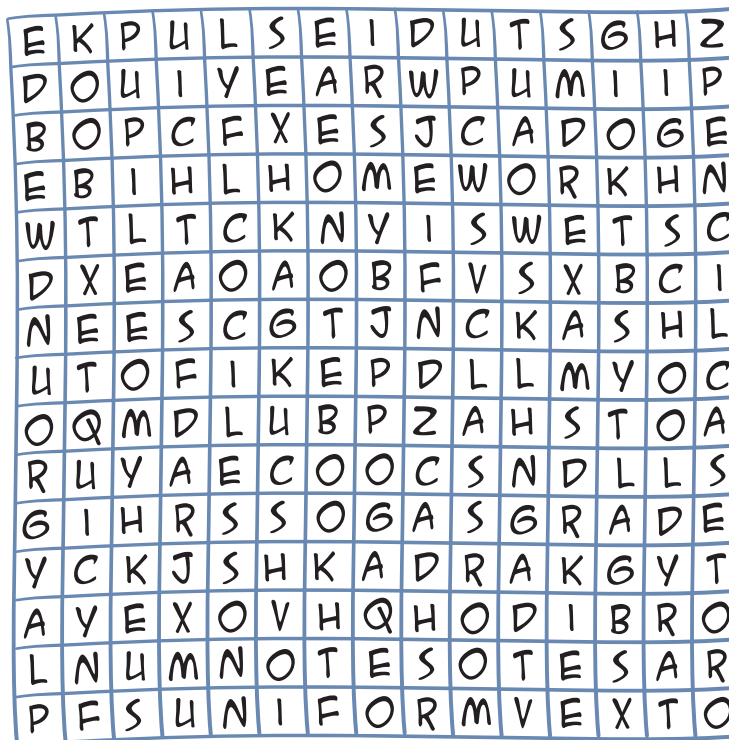 E K P U L S E I D U T S G H Z
D O U I Y E A R W P U M I I P
B O P C F X E S J C A D O G E
E B I H L H O M E W O R K H N
W T L T C K N Y I S W E T S C
D X E A O A O B F V S X B C I
N E E S C G T J N C K A S H L
U T O F I K E P D L L M Y O C
O Q M D L U B P Z A H S T O A
R U Y A E C O O C S N D L L S
G I H R S S O G A S G R A D E
Y C K J S H K A D R A K G Y T
A Y E X O V H Q H O D I B R O
L N U M N O T E S O T E S A R
P F S U N I F O R M V E X T O